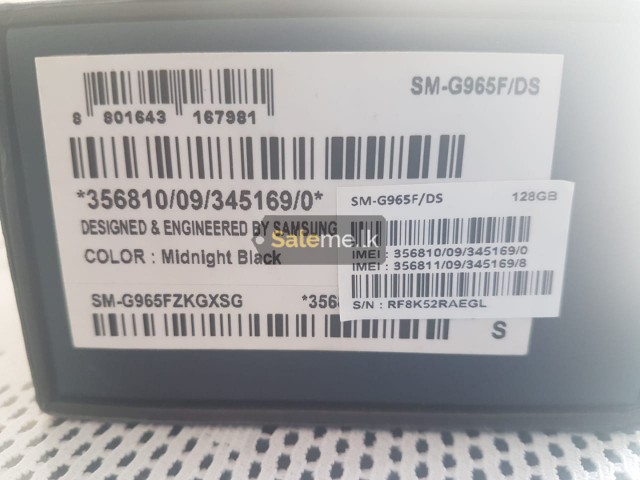 SM-G965F/DS
8 801643 167981
*356810/09/345169/0*
DESIGNED & ENGINEERED BY SAMSUNG
COLOR : Midnight Black
SM-G965FZKGXSG *356
S
SM-G965F/DS 128GB
IMEI : 356810/09/345169/0
IMEI : 356811/09/345169/8
S/N : RF8K52RAEGL
Saleme.lk